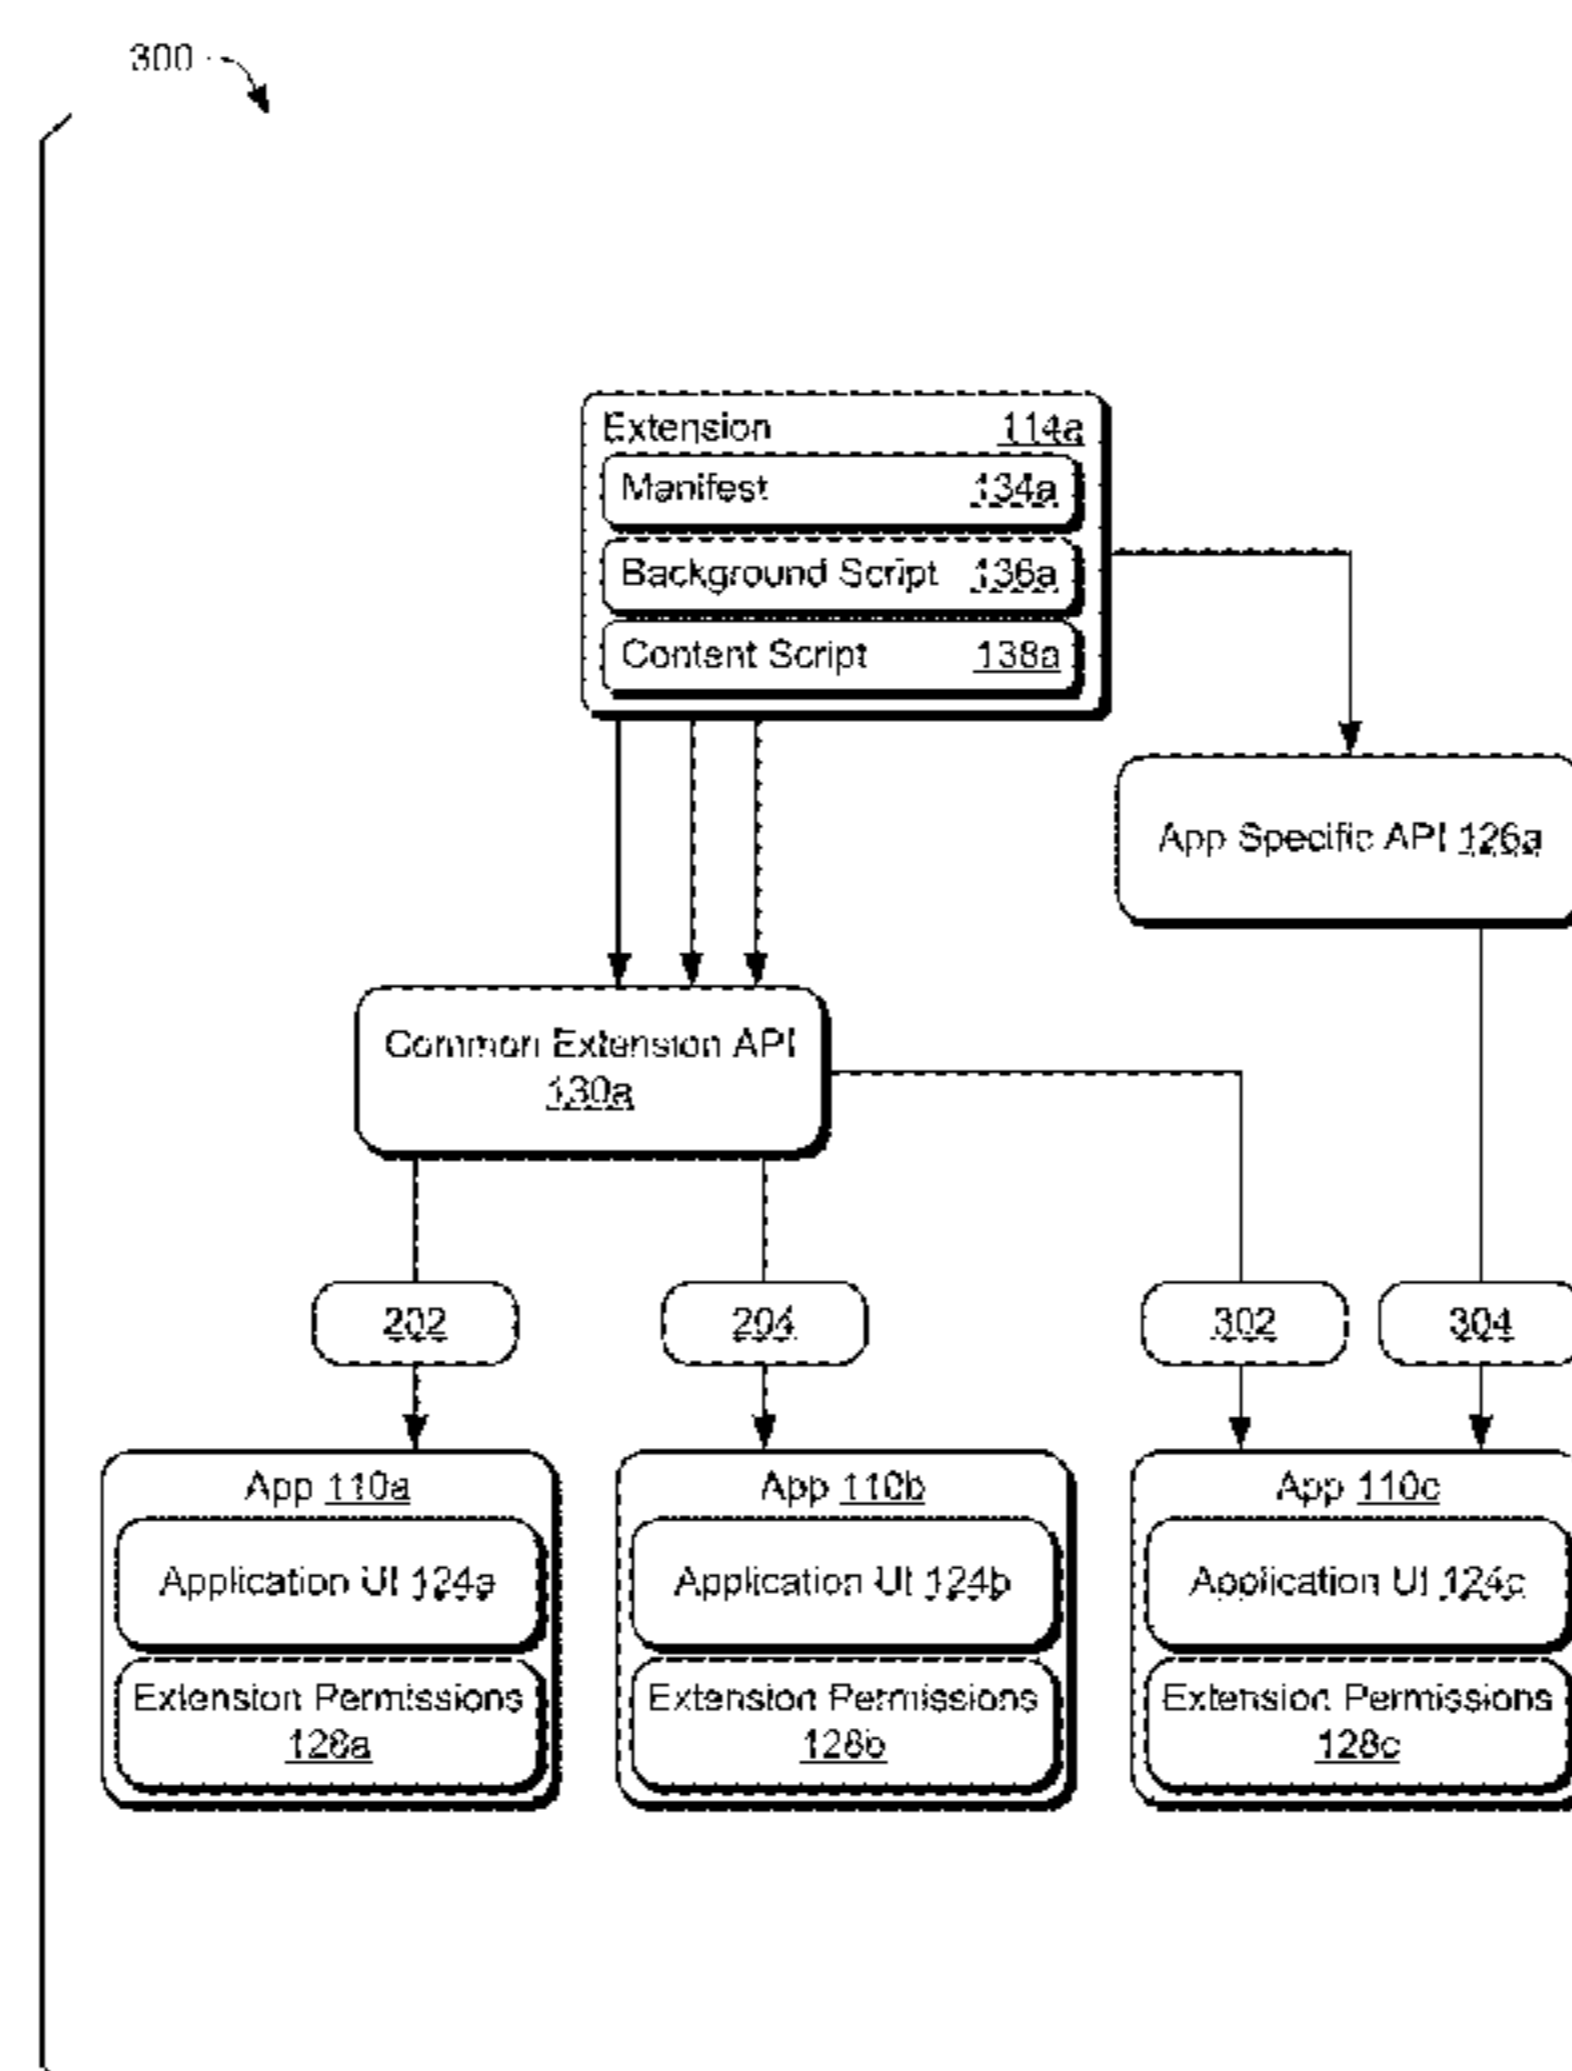 300
Extension 114a
Manifest 134a
Background Script 136a
Content Script 138a
App Specific API 126a
Common Extension API
130a
202
204
302
304
App 110a
Application UI 124a
Extension Permissions
128a
App 110b
Application UI 124b
Extension Permissions
128b
App 110c
Application UI 124c
Extension Permissions
128c